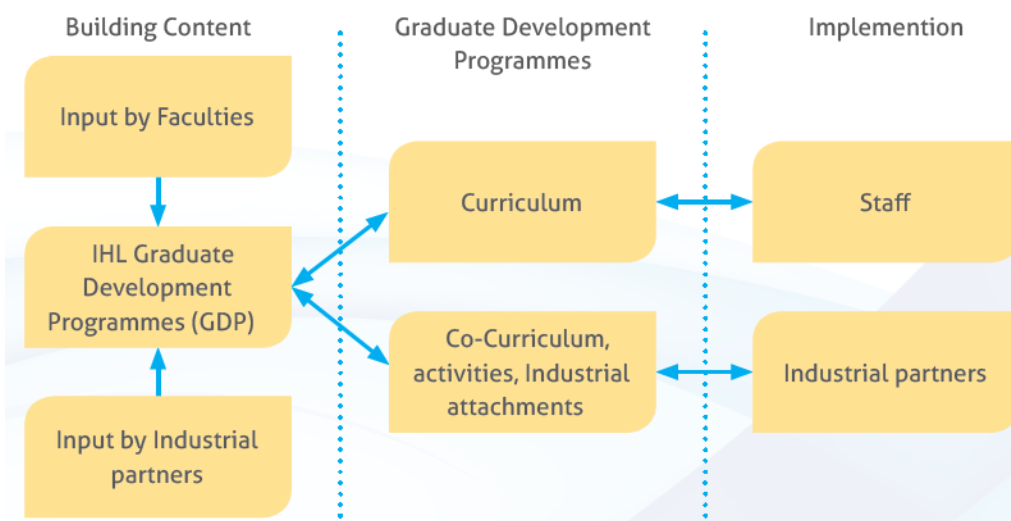 Building Content
Graduate Development
Programmes
Implemention
Input by Faculties
IHL Graduate
Development
Programmes (GDP)
Input by Industrial
partners
Curriculum
Co-Curriculum,
activities, Industrial
attachments
Staff
Industrial partners